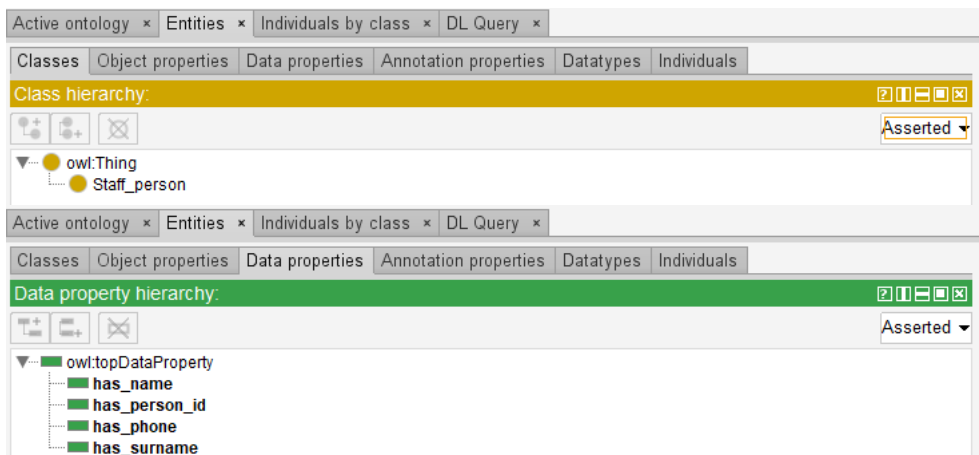 Active ontology × Entities × Individuals by class × DL Query ×
Classes Object properties Data properties Annotation properties Datatypes Individuals
Class hierarchy:
Asserted
owl:Thing
Staff_person
Active ontology × Entities × Individuals by class × DL Query ×
Classes Object properties Data properties Annotation properties Datatypes Individuals
Data property hierarchy:
Asserted
owl:topDataProperty
has_name
has_person_id
has_phone
has_surname